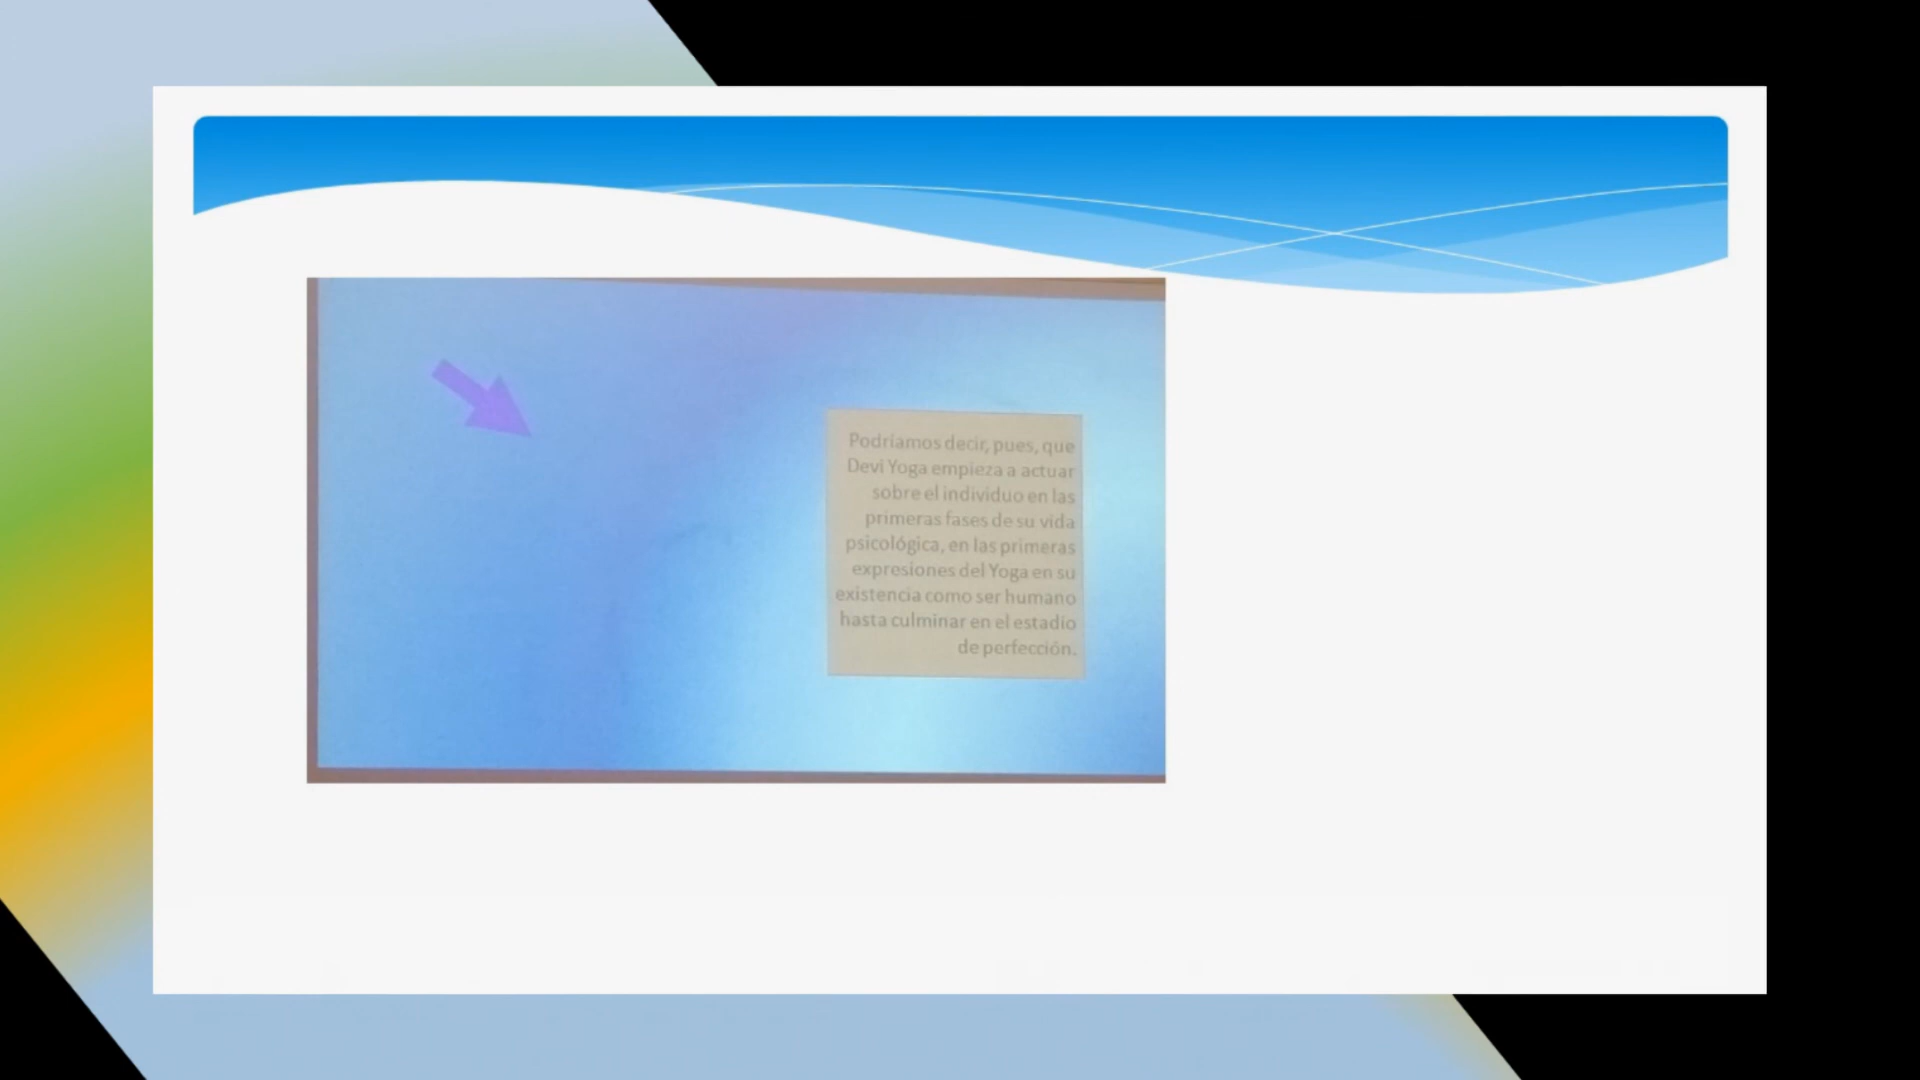 Podríamos decir, pues, que
Devi Yoga empieza a actuar
sobre el individuo en las
primeras fases de su vida
psicológica, en las primeras
expresiones del Yoga en su
existencia como ser humano
hasta culminar en el estadio
de perfección.